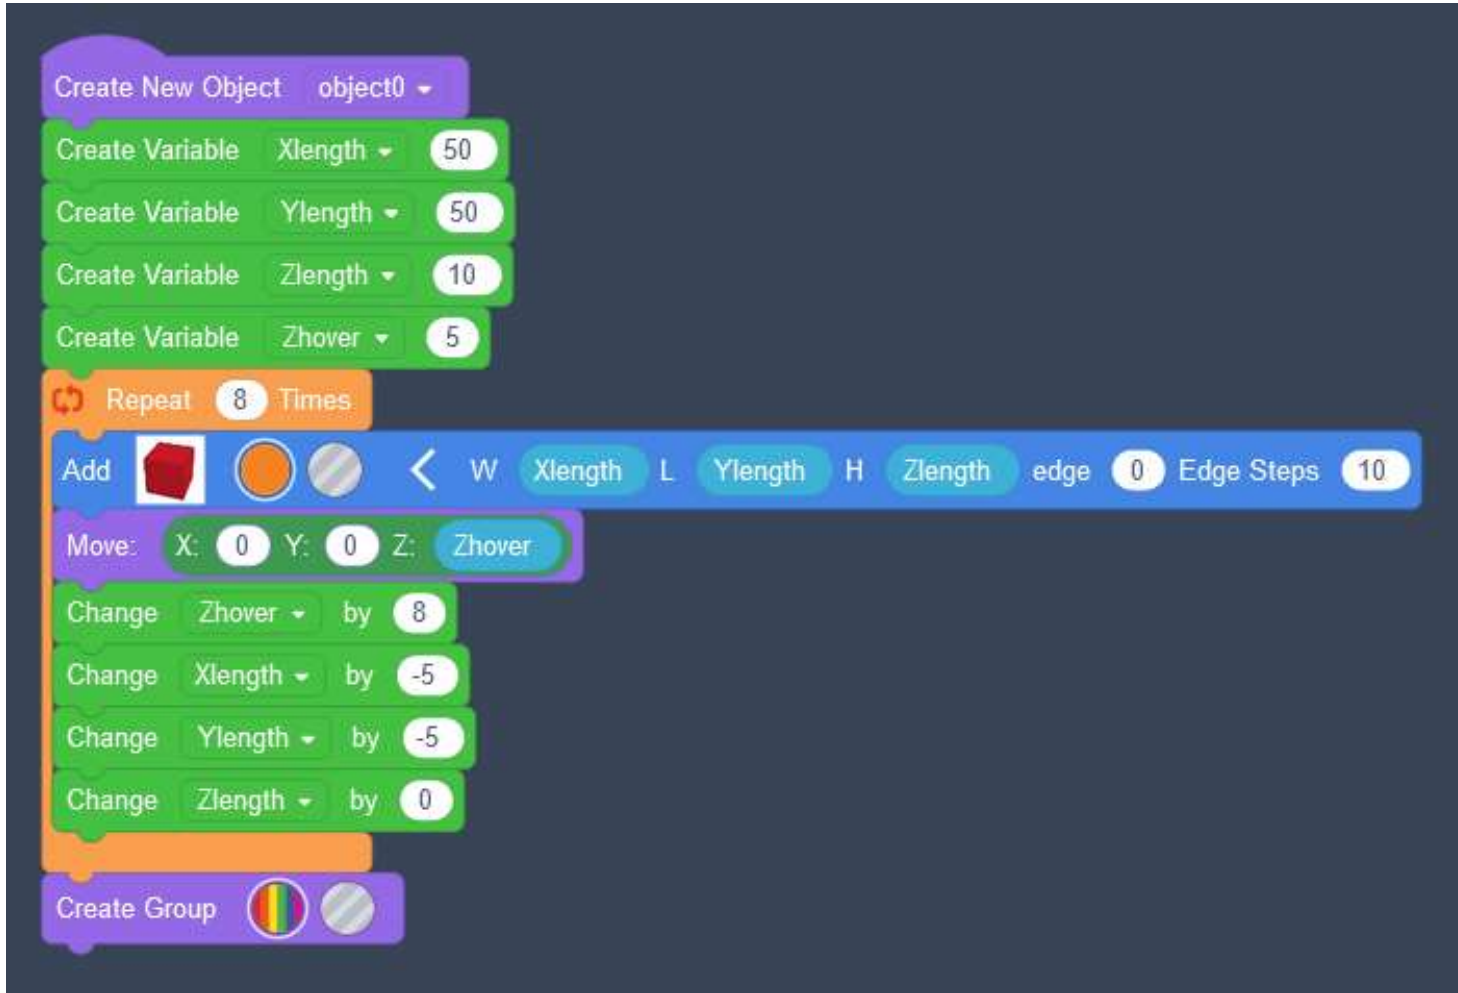 Create New Object object0
Create Variable Xlength 50
Create Variable Ylength 50
Create Variable Zlength 10
Create Variable Zhover 5
Repeat 8 Times
Add W Xlength L Ylength H Zlength edge 0 Edge Steps 10
Move: X: 0 Y: 0 Z: Zhover
Change Zhover by 8
Change Xlength by -5
Change Ylength by -5
Change Zlength by 0
Create Group